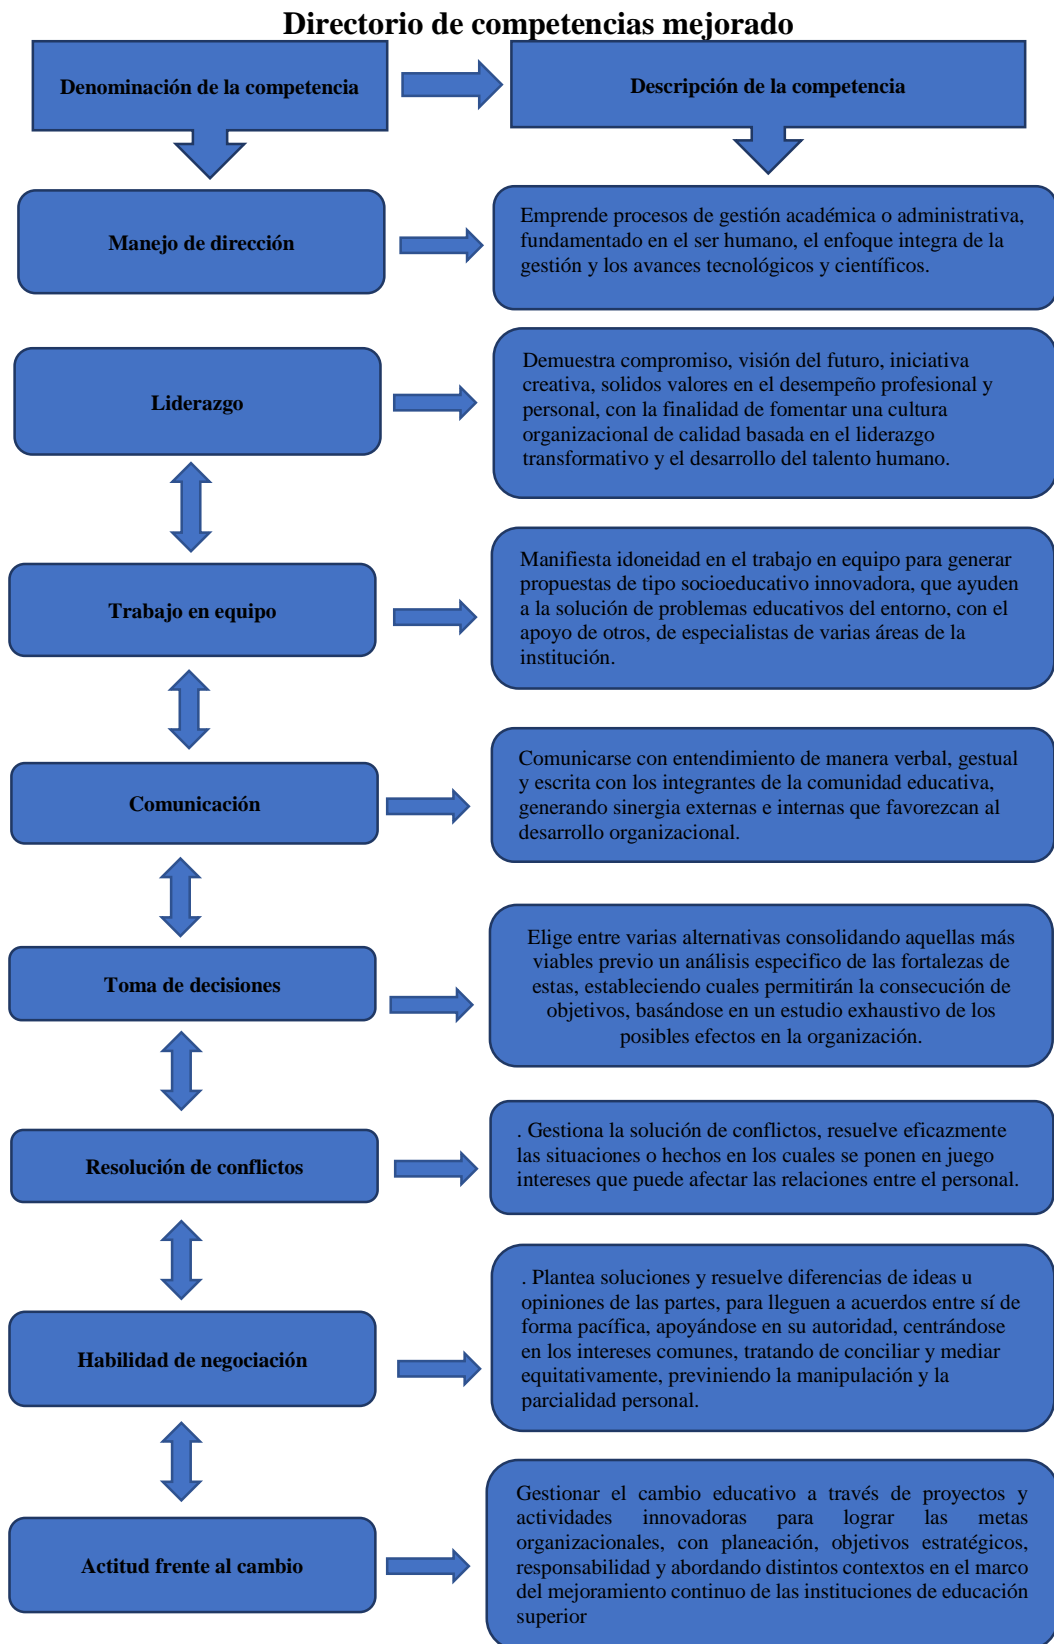 Directorio de competencias mejorado
Denominación de la competencia
Descripción de la competencia
Manejo de dirección
Emprende procesos de gestión académica o administrativa,
fundamentado en el ser humano, el enfoque integra de la
gestión y los avances tecnológicos y científicos.
Liderazgo
Demuestra compromiso, visión del futuro, iniciativa
creativa, solidos valores en el desempeño profesional y
personal, con la finalidad de fomentar una cultura
organizacional de calidad basada en el liderazgo
transformativo y el desarrollo del talento humano.
Trabajo en equipo
Manifiesta idoneidad en el trabajo en equipo para generar
propuestas de tipo socioeducativo innovadora, que ayuden
a la solución de problemas educativos del entorno, con el
apoyo de otros, de especialistas de varias áreas de la
institución.
Comunicación
Comunicarse con entendimiento de manera verbal, gestual
y escrita con los integrantes de la comunidad educativa,
generando sinergia externas e internas que favorezcan al
desarrollo organizacional.
Toma de decisiones
Elige entre varias alternativas consolidando aquellas más
viables previo un análisis especifico de las fortalezas de
estas, estableciendo cuales permitirán la consecución de
objetivos, basándose en un estudio exhaustivo de los
posibles efectos en la organización.
Resolución de conflictos
. Gestiona la solución de conflictos, resuelve eficazmente
las situaciones o hechos en los cuales se ponen en juego
intereses que puede afectar las relaciones entre el personal.
Habilidad de negociación
. Plantea soluciones y resuelve diferencias de ideas u
opiniones de las partes, para lleguen a acuerdos entre sí de
forma pacífica, apoyándose en su autoridad, centrándose
en los intereses comunes, tratando de conciliar y mediar
equitativamente, previniendo la manipulación y la
parcialidad personal.
Actitud frente al cambio
Gestionar el cambio educativo a través de proyectos y
actividades innovadoras para lograr las metas
organizacionales, con planeación, objetivos estratégicos,
responsabilidad y abordando distintos contextos en el marco
del mejoramiento continuo de las instituciones de educación
superior